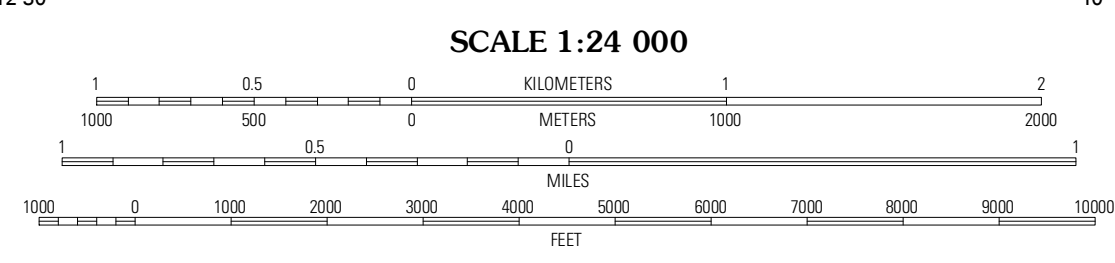 SCALE 1:24 000
1 0.5 0 KILOMETERS 1 2
1000 500 0 METERS 1000 2000
1 0.5 0 1
MILES
1000 0 1000 2000 3000 4000 5000 6000 7000 8000 9000 10000
FEET